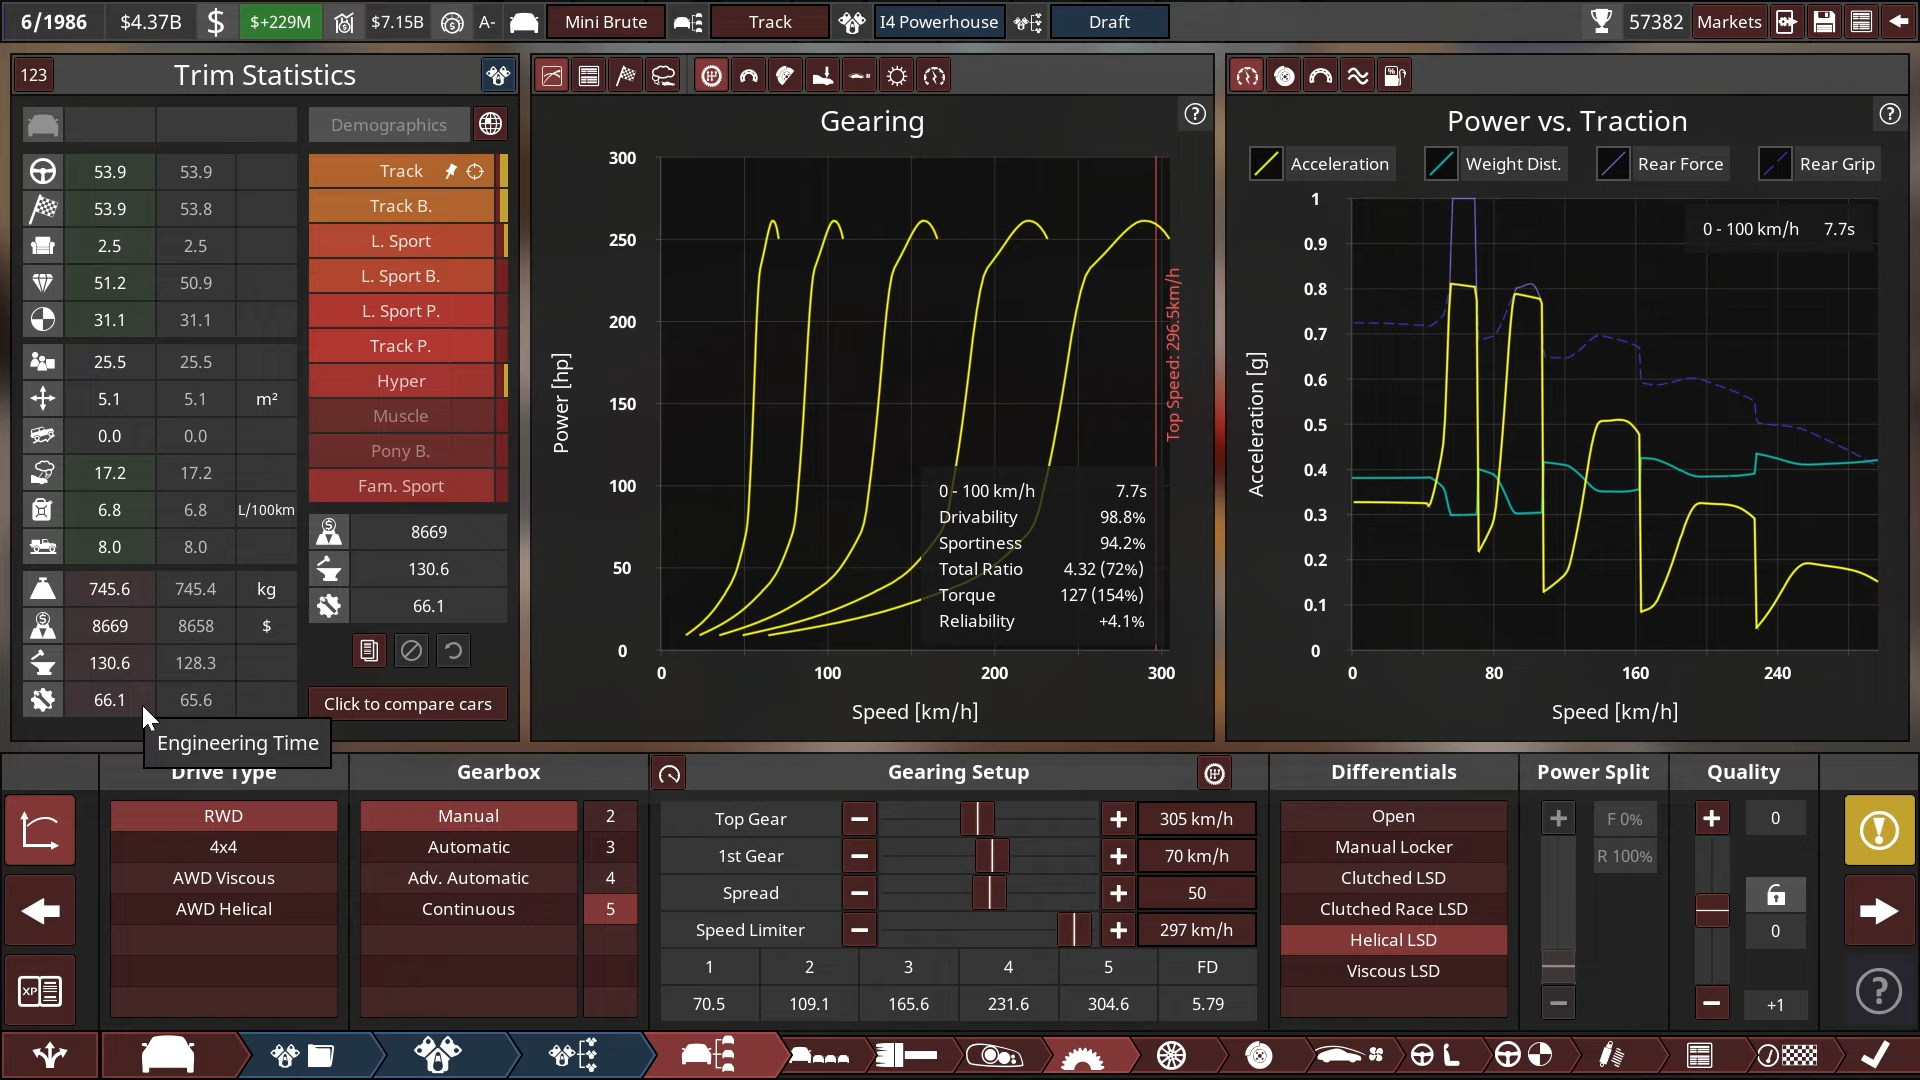 6/1986 $4.37B $+229M $7.15B A- Mini Brute Track I4 Powerhouse Draft 57382 Markets
123 Trim Statistics
Demographics
53.9 53.9
53.9 53.8
2.5 2.5
51.2 50.9
31.1 31.1
25.5 25.5
5.1 5.1 m²
0.0 0.0
17.2 17.2
6.8 6.8 L/100km
8.0 8.0
745.6 745.4 kg
8669 8658 $
130.6 128.3
66.1 65.6
Engineering Time
Track
Track B.
L. Sport
L. Sport B.
L. Sport P.
Track P.
Hyper
Muscle
Pony B.
Fam. Sport
8669
130.6
66.1
Click to compare cars
Gearing
?
300
250
200
150
100
50
0
Power [hp]
0 100 200 300
Speed [km/h]
Top Speed: 296.5km/h
0 - 100 km/h 7.7s
Drivability 98.8%
Sportiness 94.2%
Total Ratio 4.32 (72%)
Torque 127 (154%)
Reliability +4.1%
Power vs. Traction
?
Acceleration Weight Dist. Rear Force Rear Grip
0 - 100 km/h 7.7s
1
0.9
0.8
0.7
0.6
0.5
0.4
0.3
0.2
0.1
0
Acceleration [g]
0 80 160 240
Speed [km/h]
Drive Type
RWD
4x4
AWD Viscous
AWD Helical
Gearbox
Manual 2
Automatic 3
Adv. Automatic 4
Continuous 5
Gearing Setup
Top Gear 305 km/h
1st Gear 70 km/h
Spread 50
Speed Limiter 297 km/h
1 2 3 4 5 FD
70.5 109.1 165.6 231.6 304.6 5.79
Differentials
Open
Manual Locker
Clutched LSD
Clutched Race LSD
Helical LSD
Viscous LSD
Power Split
F 0%
R 100%
Quality
0
0
+1
XP
?